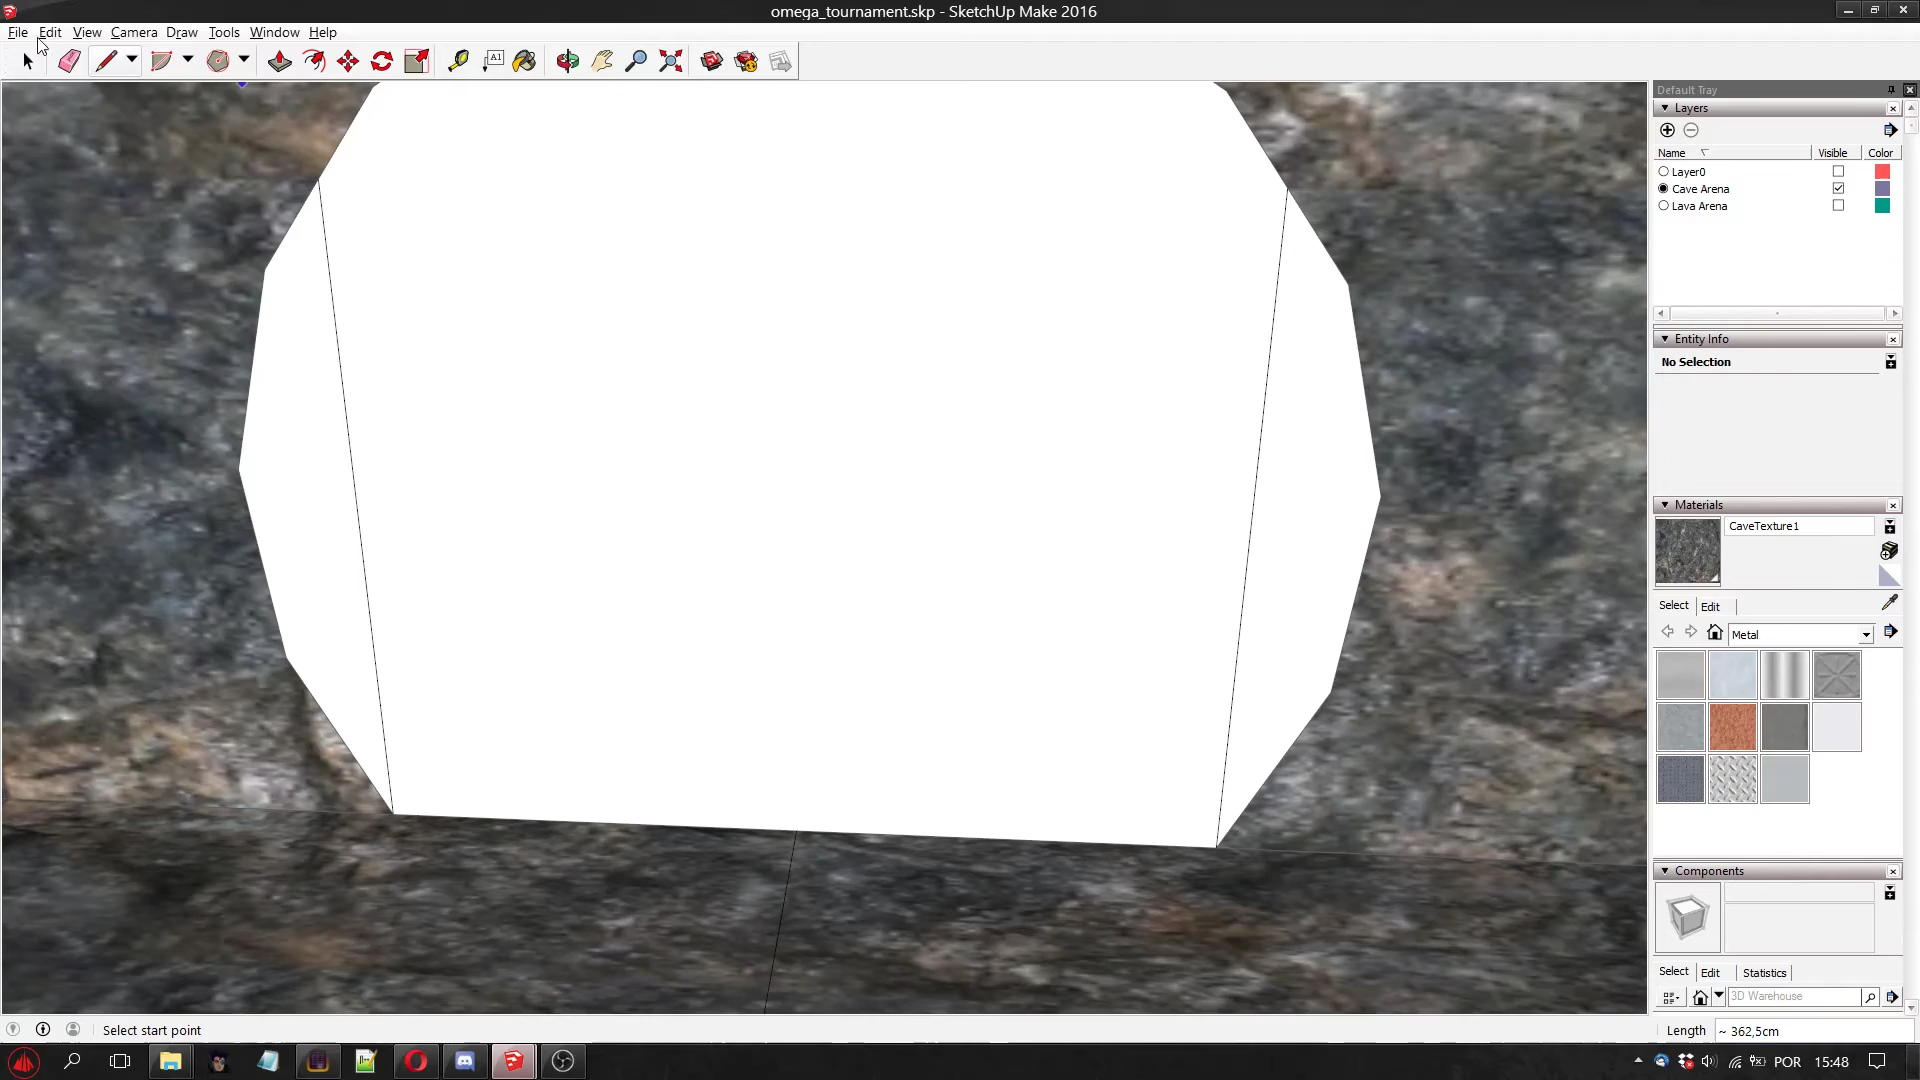 omega_tournament.skp - SketchUp Make 2016
File Edit View Camera Draw Tools Window Help
A1
Default Tray
Layers
Name Visible Color
Layer0
Cave Arena
Lava Arena
Entity Info
No Selection
Materials
CaveTexture1
Select Edit
Metal
Components
Select Edit Statistics
3D Warehouse
Select start point
Length ~ 362,5cm
POR 15:48